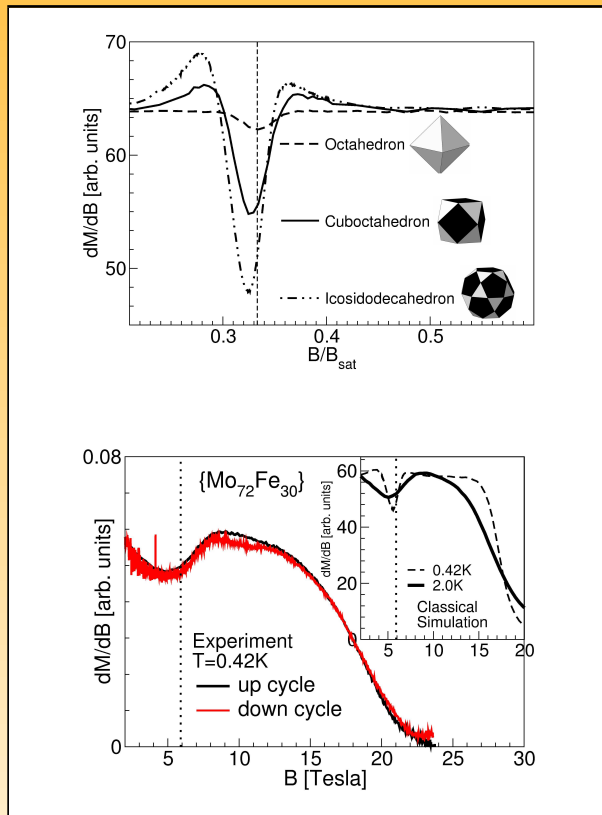 70
60
50
dM/dB [arb. units]
Octahedron
Cuboctahedron
Icosidodecahedron
0.3 0.4 0.5
B/B_sat
0.08
0
dM/dB [arb. units]
{Mo72Fe30}
Experiment
T=0.42K
up cycle
down cycle
60
40
20
0
dM/dB [arb. units]
0.42K
2.0K
Classical
Simulation
0 5 10 15 20
5 10 15 20 25 30
B [Tesla]